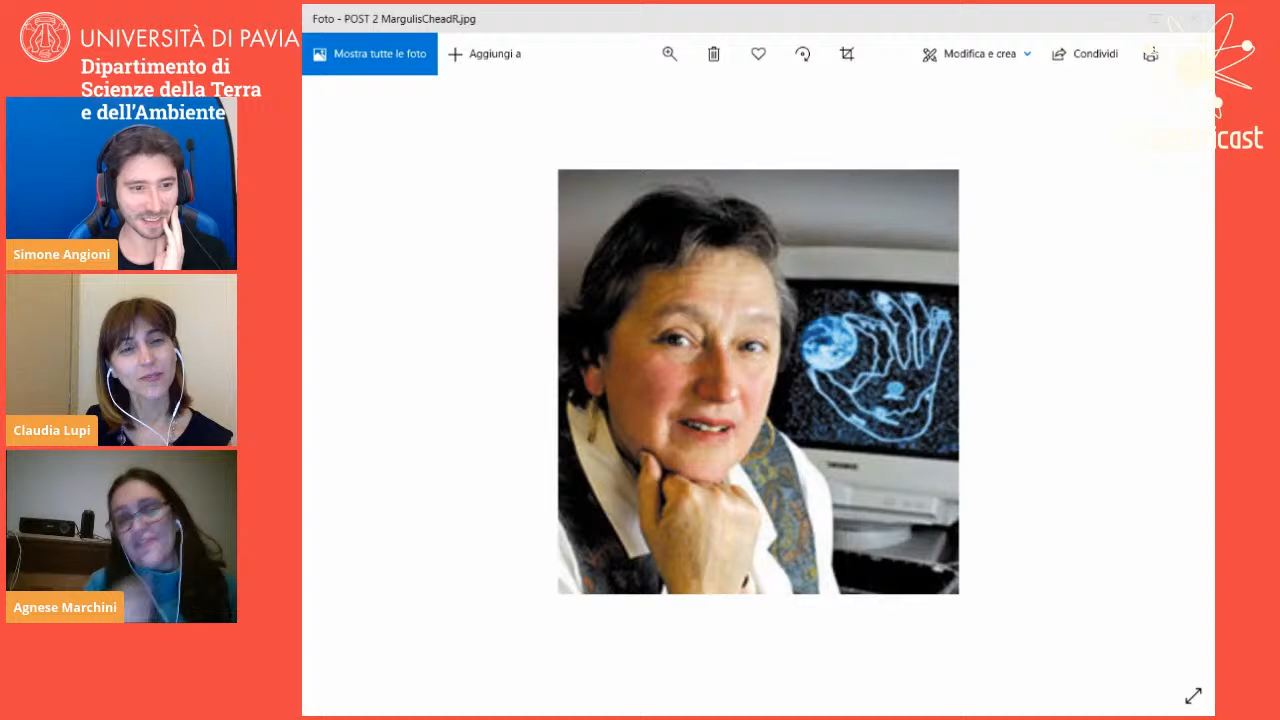 UNIVERSITÀ DI PAVIA
Dipartimento di
Scienze della Terra
e dell'Ambiente
Foto - POST 2 MargulisCheadR.jpg
Mostra tutte le foto
Aggiungi a
Modifica e crea
Condividi
Simone Angioni
Claudia Lupi
Agnese Marchini